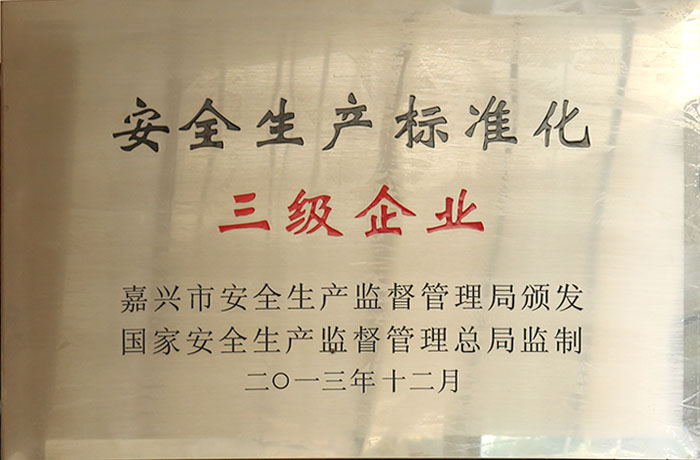 安全生产标准化
三级企业
嘉兴市安全生产监督管理局颁发
国家安全生产监督管理总局监制
二〇一三年十二月